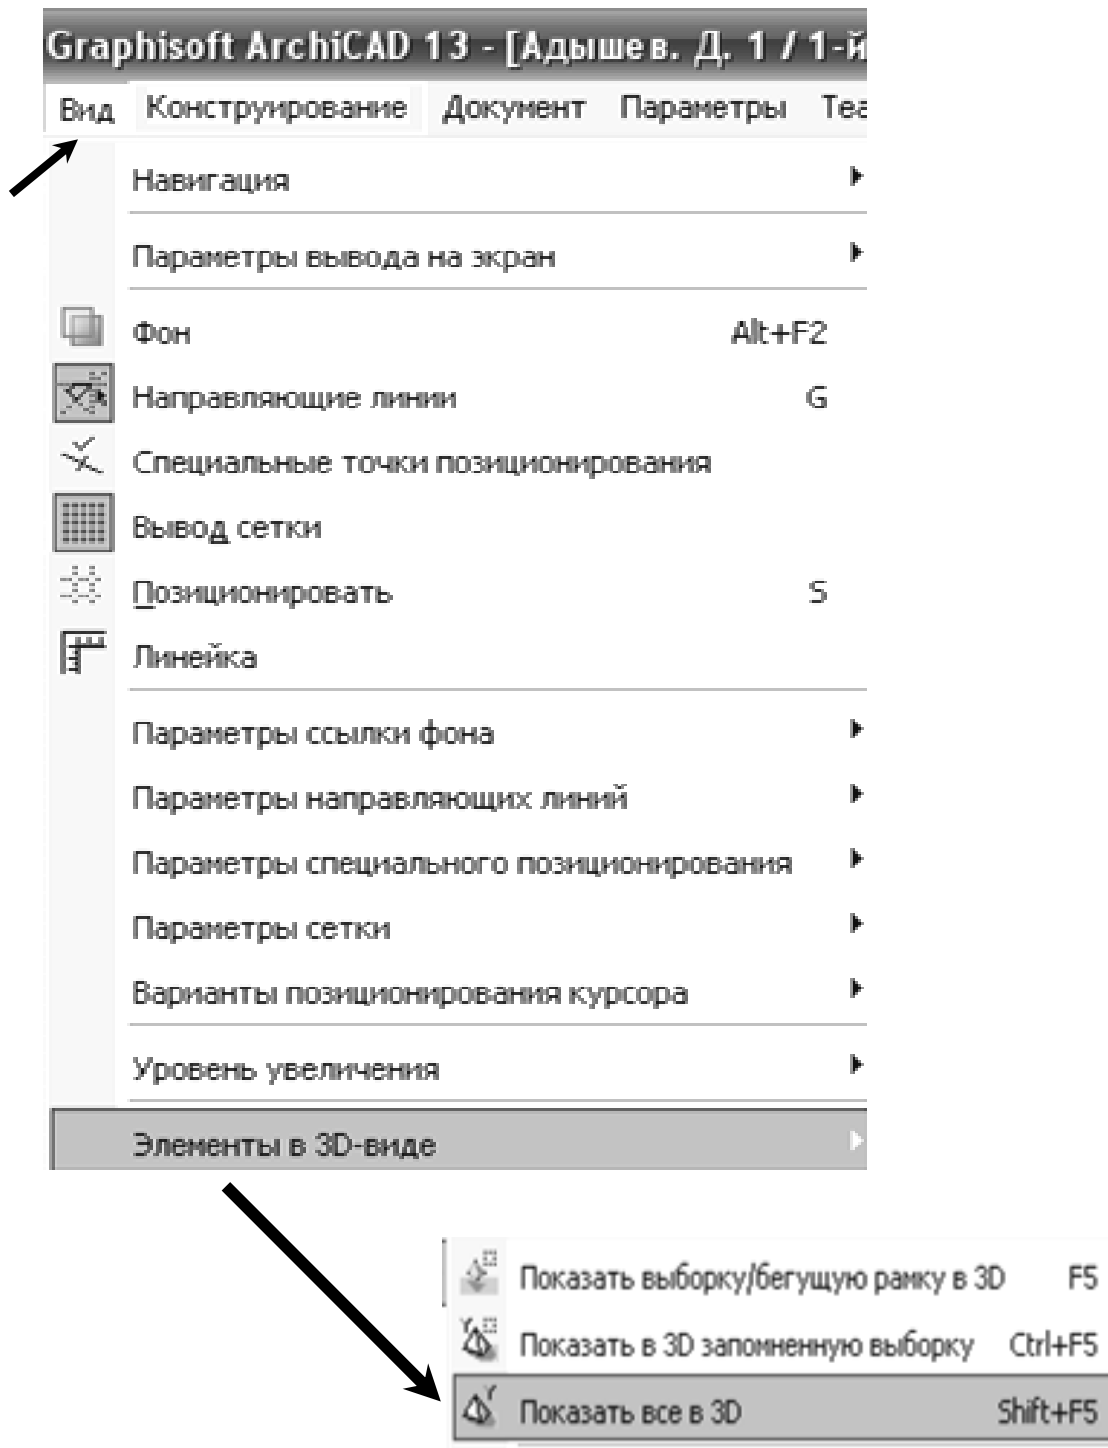 Graphisoft ArchiCAD 13 - [Адышев. Д. 1 / 1-й
Вид Конструирование Документ Параметры Tea
Навигация
Параметры вывода на экран
Фон Alt+F2
Направляющие линии G
Специальные точки позиционирования
Вывод сетки
Позиционировать S
Линейка
Параметры ссылки фона
Параметры направляющих линий
Параметры специального позиционирования
Параметры сетки
Варианты позиционирования курсора
Уровень увеличения
Элементы в 3D-виде
Показать выборку/бегущую рамку в 3D F5
Показать в 3D запомненную выборку Ctrl+F5
Показать все в 3D Shift+F5